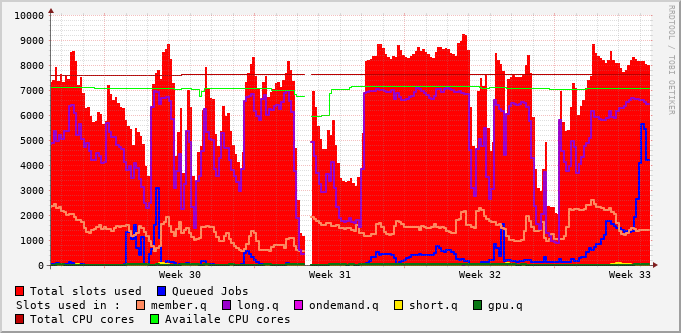 RRDTOOL / TOBI OETIKER
10000
9000
8000
7000
6000
5000
4000
3000
2000
1000
0
Week 30 Week 31 Week 32 Week 33
Total slots used Queued Jobs
Slots used in : member.q long.q ondemand.q short.q gpu.q
Total CPU cores Availale CPU cores